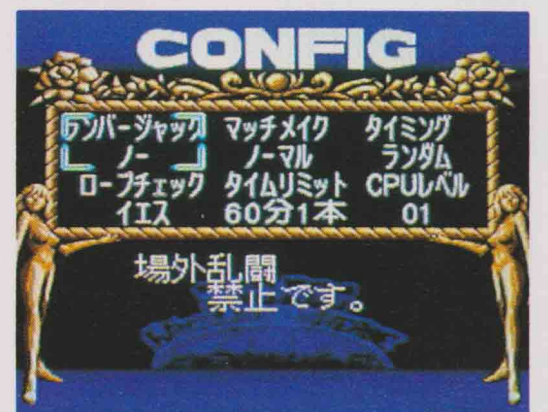 CONFIG
ランバージャック マッチメイク タイミング
ノー ノーマル ランダム
ロープチェック タイムリミット CPUレベル
イエス 60分1本 01
場外乱闘
禁止です。